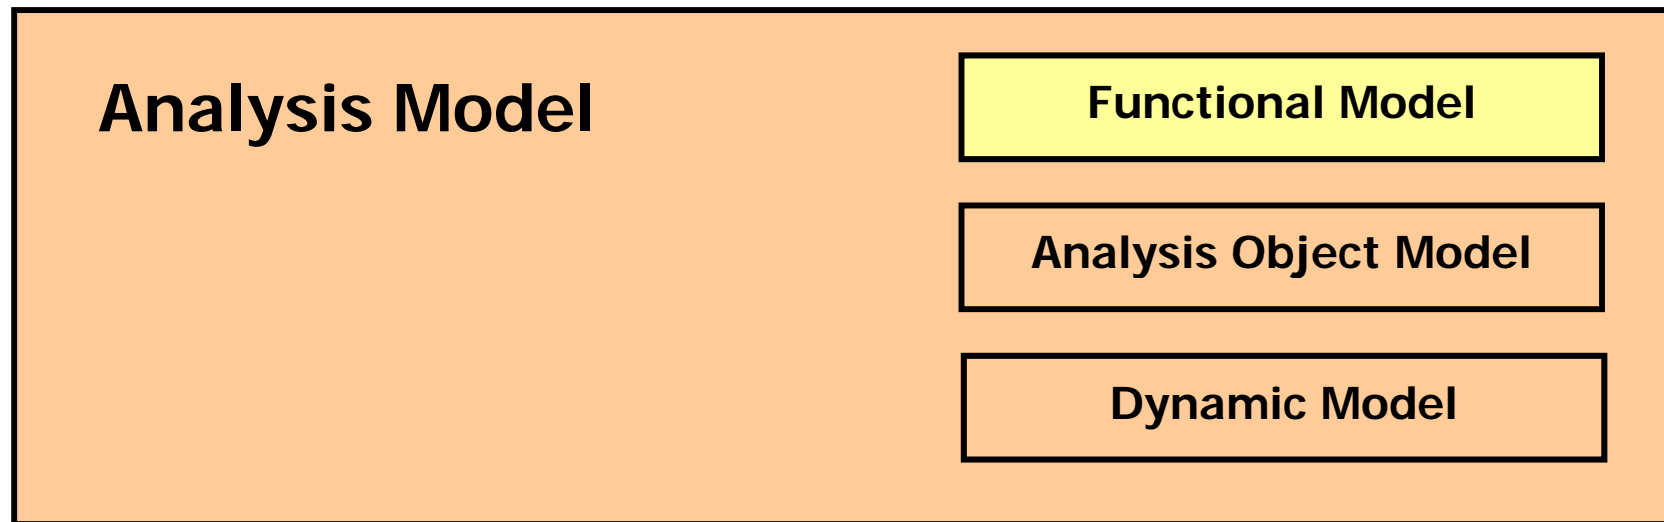 Analysis Model
Functional Model
Analysis Object Model
Dynamic Model